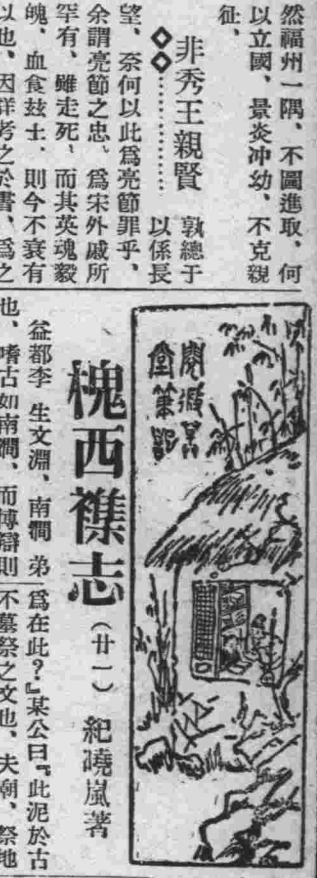 然福州一隅、不圖進取、何
以立國、景炎冲幼、不克親
征、
非秀王親賢
敦總于
以係長
望、奈何以此爲亮節罪乎、
余謂亮節之忠、爲宋外戚所
罕有、雖走死、而其英魂毅
魄、血食玆土、則今不衰有
以也、因詳考之於書、爲之
閱微草
堂筆記
槐西襍志
(廿一)紀曉嵐著
益都李 生文淵、南澗 弟
也、嗜古如南澗、而博辯則
爲在此?』某公曰『此泥於古
不墓祭之文也、夫朝、祭地